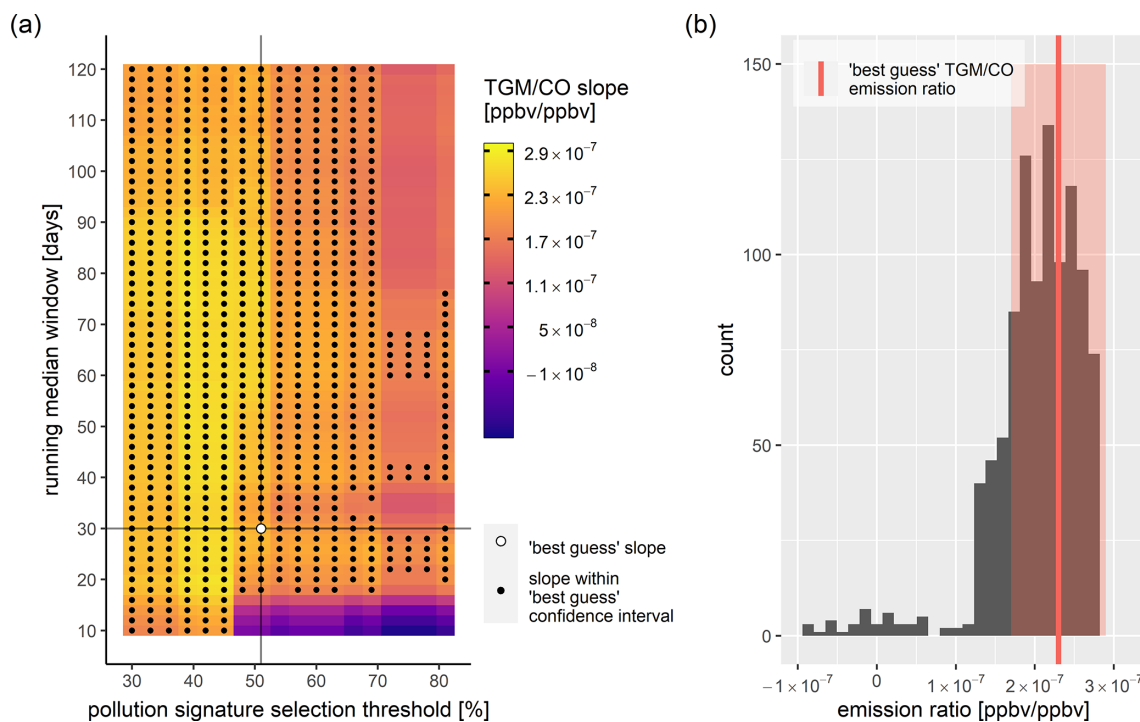 (a)
running median window [days]
120
110
100
90
80
70
60
50
40
30
20
10
30
40
50
60
70
80
pollution signature selection threshold [%]
TGM/CO slope
[ppbv/ppbv]
2.9 × 10⁻⁷
2.3 × 10⁻⁷
1.7 × 10⁻⁷
1.1 × 10⁻⁷
5 × 10⁻⁸
−1 × 10⁻⁸
'best guess' slope
slope within
'best guess'
confidence interval
(b)
'best guess' TGM/CO
emission ratio
count
150
100
50
0
−1 × 10⁻⁷
0
1 × 10⁻⁷
2 × 10⁻⁷
3 × 10⁻⁷
emission ratio [ppbv/ppbv]